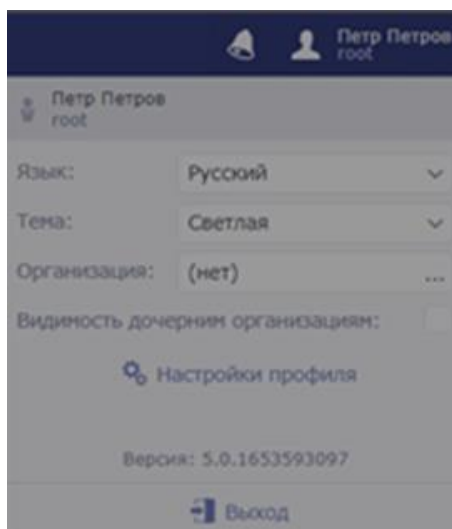 Петр Петров
root
Петр Петров
root
Язык: Русский
Тема: Светлая
Организация: (нет) ...
Видимость дочерним организациям:
Настройки профиля
Версия: 5.0.1653593097
Выход